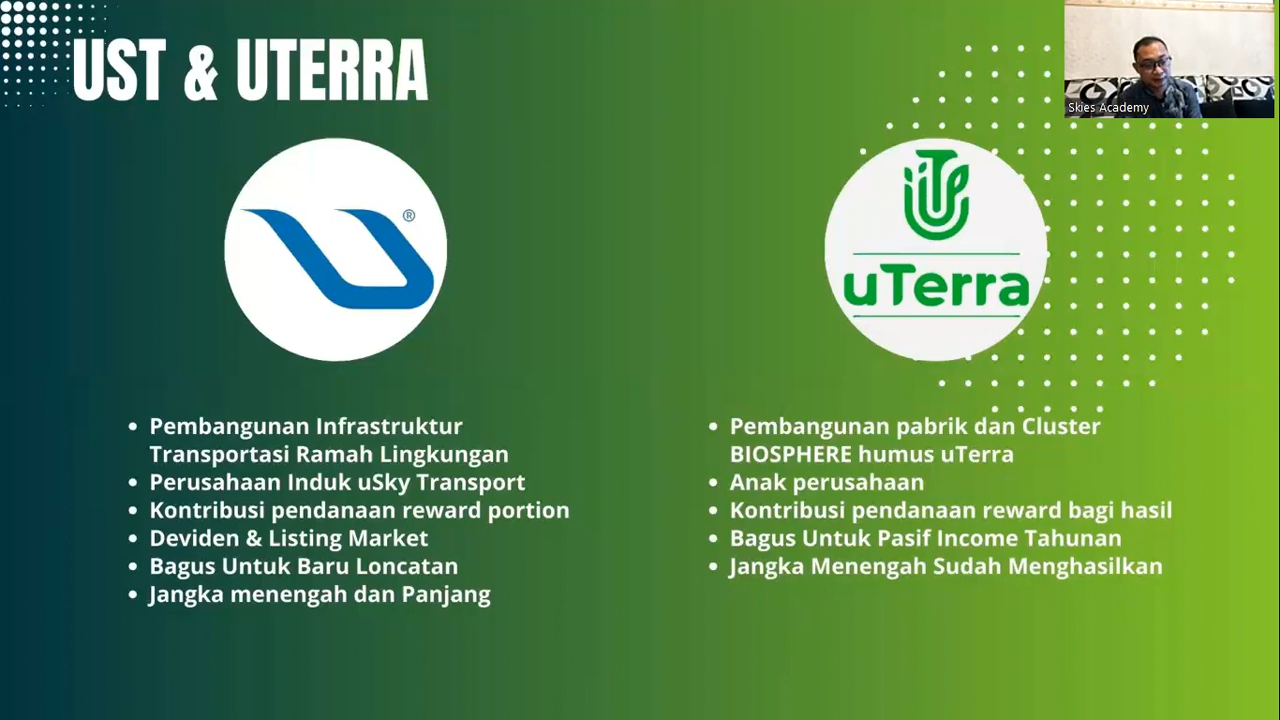 UST & UTERRA
Skies Academy
®
uTerra
Pembangunan Infrastruktur
Transportasi Ramah Lingkungan
Perusahaan Induk uSky Transport
Kontribusi pendanaan reward portion
Deviden & Listing Market
Bagus Untuk Baru Loncatan
Jangka menengah dan Panjang
Pembangunan pabrik dan Cluster
BIOSPHERE humus uTerra
Anak perusahaan
Kontribusi pendanaan reward bagi hasil
Bagus Untuk Pasif Income Tahunan
Jangka Menengah Sudah Menghasilkan